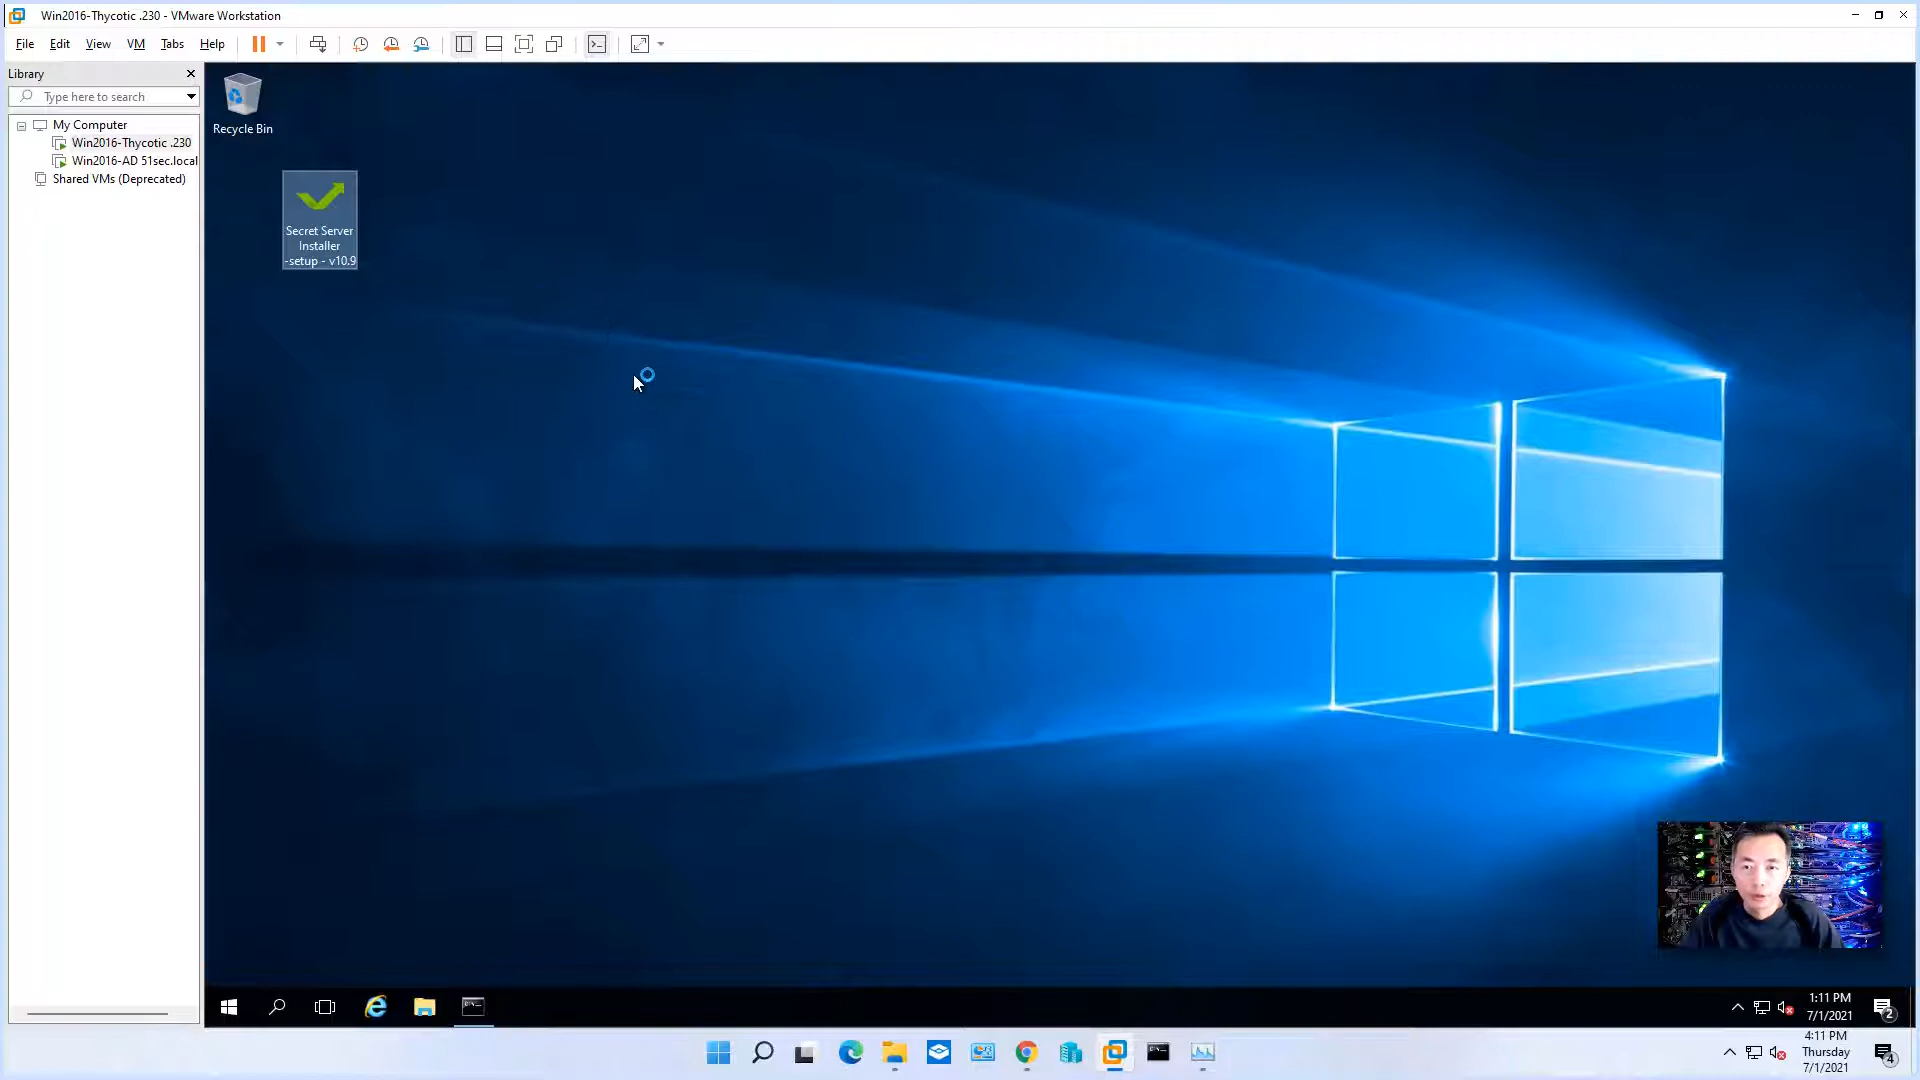 Win2016-Thycotic .230 - VMware Workstation
File Edit View VM Tabs Help
Library
Type here to search
My Computer
Win2016-Thycotic .230
Win2016-AD 51sec.local
Shared VMs (Deprecated)
Recycle Bin
Secret Server
Installer
-setup - v10.9
1:11 PM
7/1/2021
2
4:11 PM
Thursday
7/1/2021
4